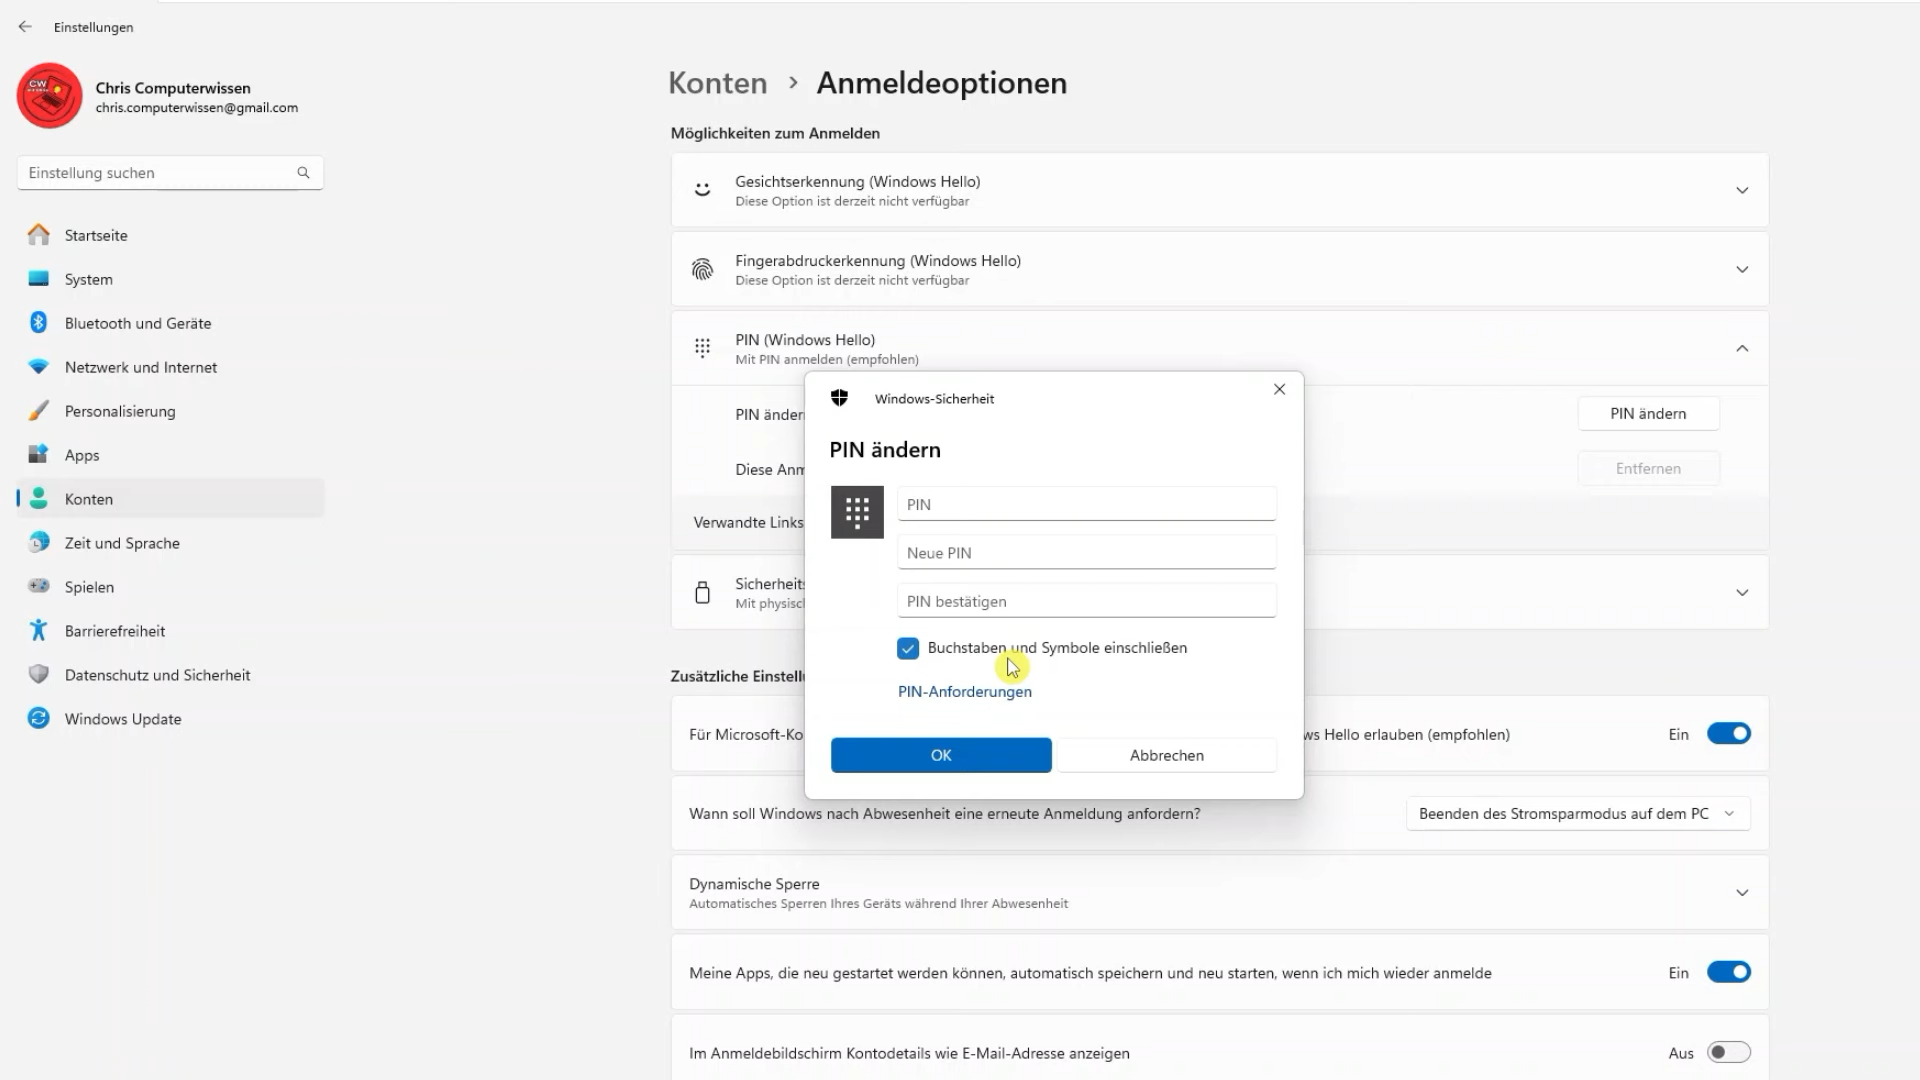 Einstellungen
CW
Chris Computerwissen
chris.computerwissen@gmail.com
Einstellung suchen
Startseite
System
Bluetooth und Geräte
Netzwerk und Internet
Personalisierung
Apps
Konten
Zeit und Sprache
Spielen
Barrierefreiheit
Datenschutz und Sicherheit
Windows Update
Konten > Anmeldeoptionen
Möglichkeiten zum Anmelden
Gesichtserkennung (Windows Hello)
Diese Option ist derzeit nicht verfügbar
Fingerabdruckerkennung (Windows Hello)
Diese Option ist derzeit nicht verfügbar
PIN (Windows Hello)
Mit PIN anmelden (empfohlen)
PIN änder
PIN ändern
Diese Anm
Entfernen
Verwandte Links
Sicherheits
Mit physisc
Windows-Sicherheit
PIN ändern
PIN
Neue PIN
PIN bestätigen
Buchstaben und Symbole einschließen
PIN-Anforderungen
OK
Abbrechen
Zusätzliche Einstellu
Für Microsoft-Ko
ws Hello erlauben (empfohlen)
Ein
Wann soll Windows nach Abwesenheit eine erneute Anmeldung anfordern?
Beenden des Stromsparmodus auf dem PC
Dynamische Sperre
Automatisches Sperren Ihres Geräts während Ihrer Abwesenheit
Meine Apps, die neu gestartet werden können, automatisch speichern und neu starten, wenn ich mich wieder anmelde
Ein
Im Anmeldebildschirm Kontodetails wie E-Mail-Adresse anzeigen
Aus